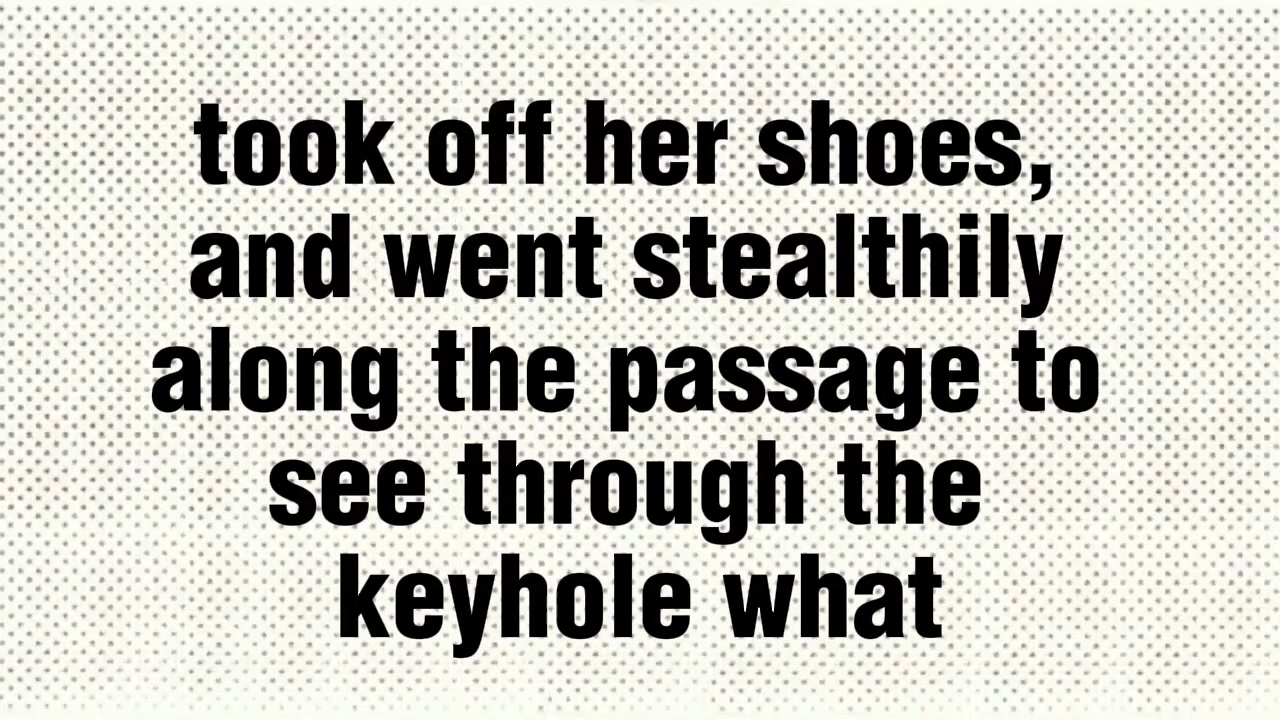 took off her shoes,
and went stealthily
along the passage to
see through the
keyhole what